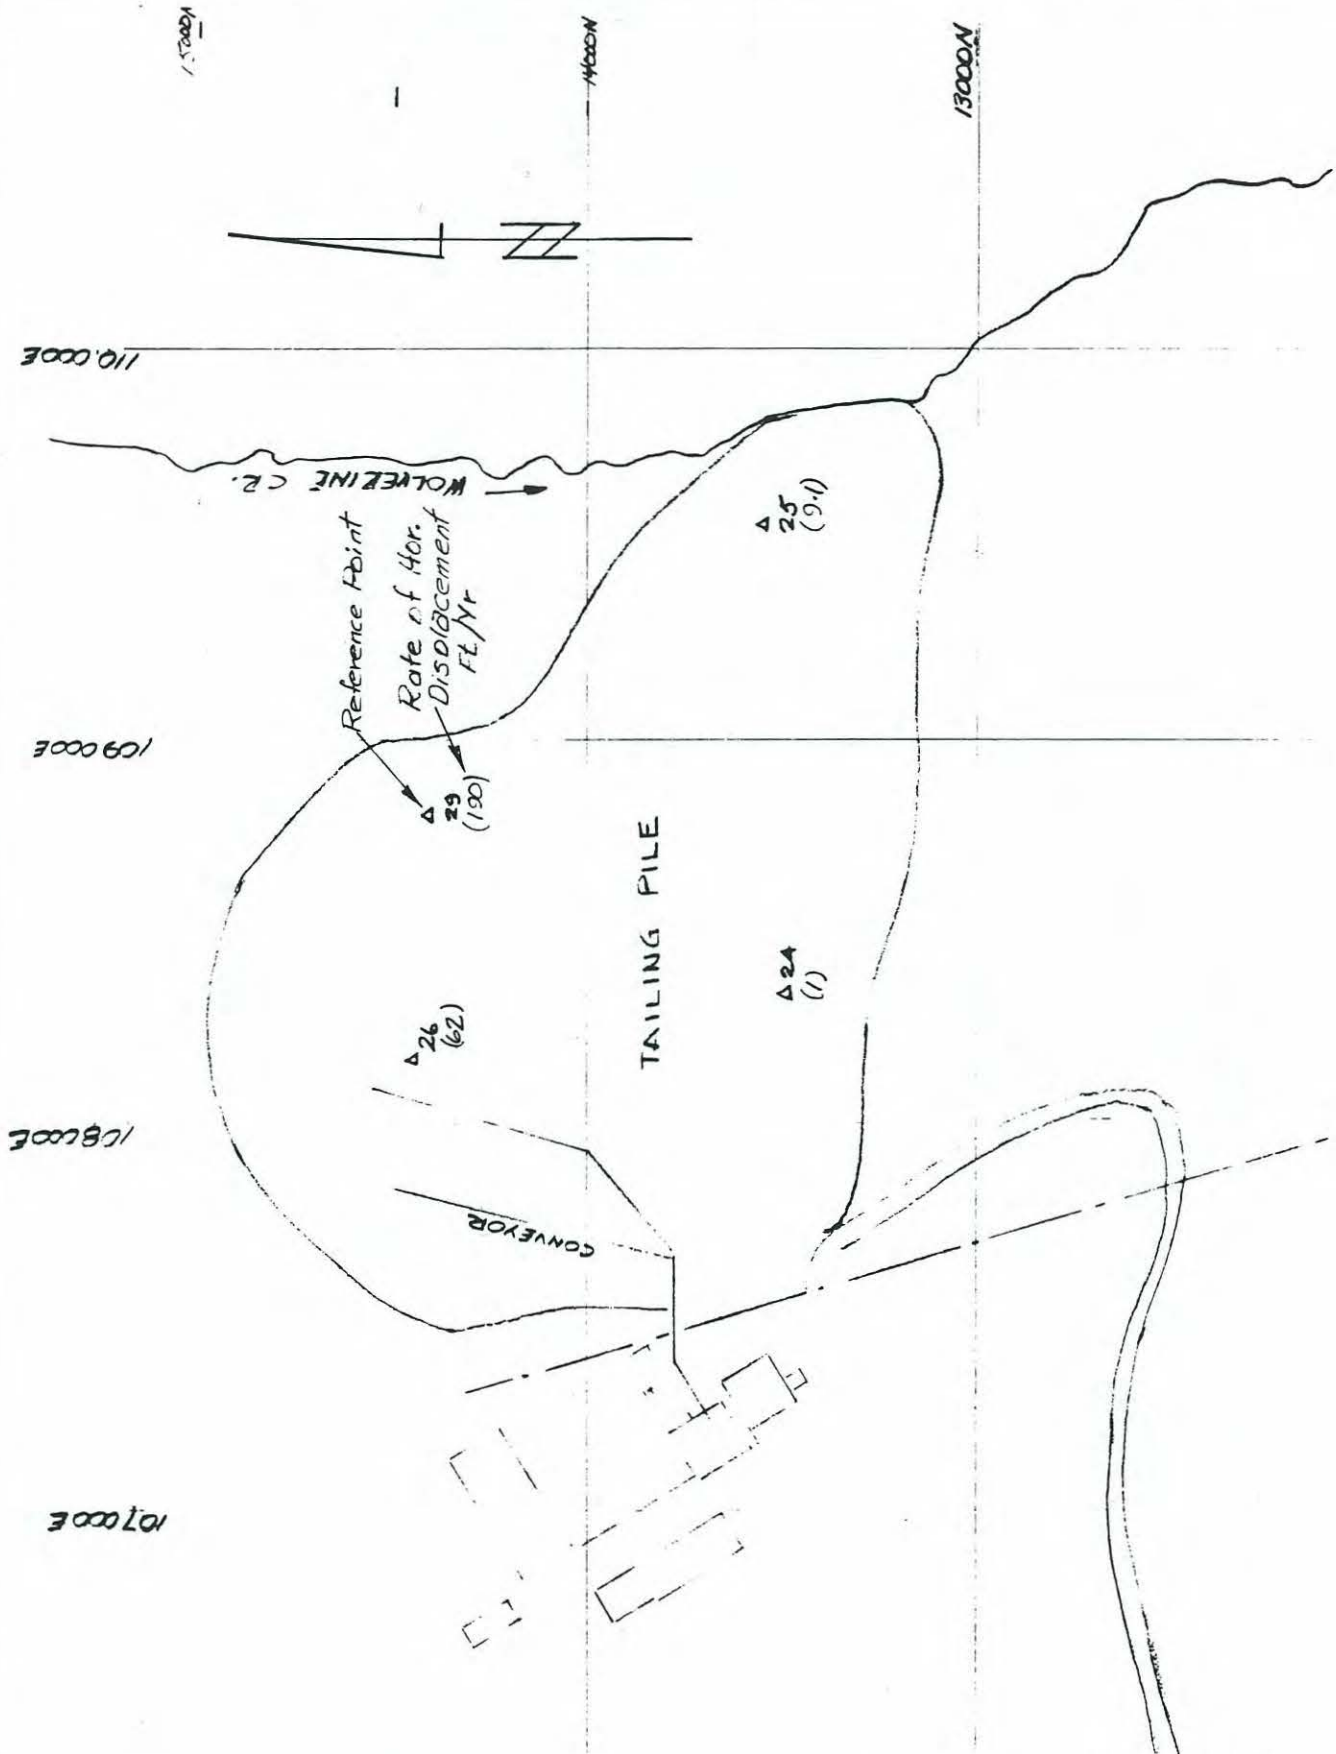 15000N
14000N
13000N
N
110.000E
109000E
108000E
107000E
WOLVERINE CR.
Reference Point
Rate of Hor.
Displacement
Ft/Yr
29
(190)
25
(9.1)
26
(62)
24
(1)
TAILING PILE
CONVEYOR